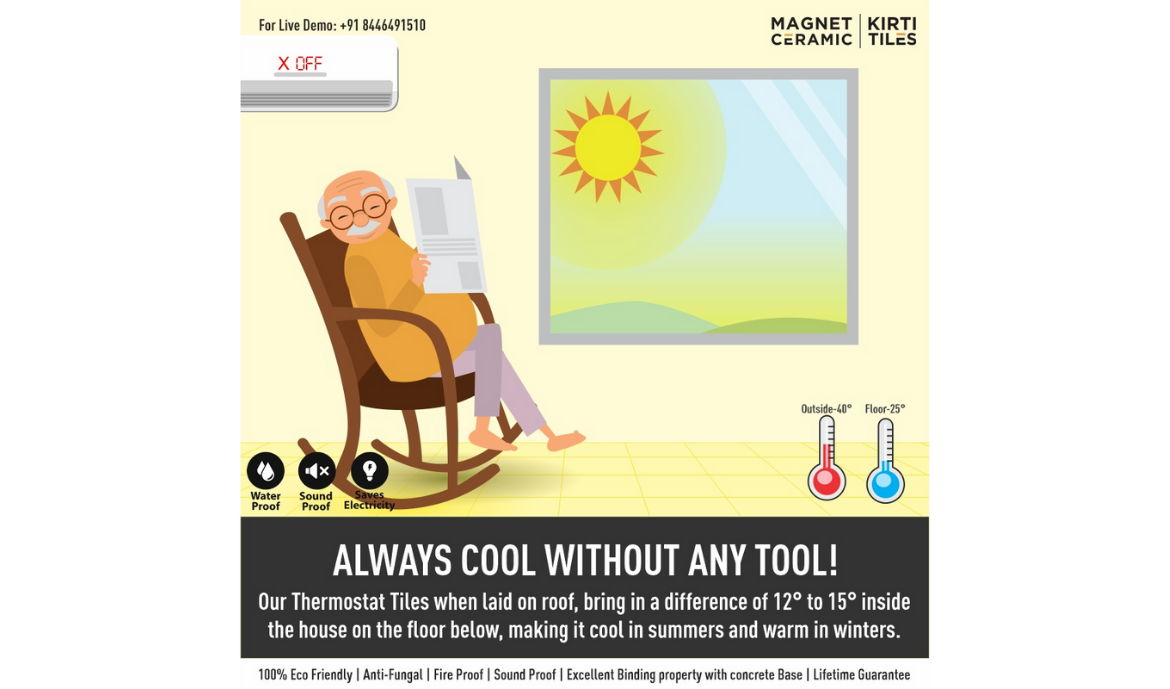 For Live Demo: +91 8446491510
MAGNET
CERAMIC
KIRTI
TILES
X OFF
Outside-40°
Floor-25°
Water
Proof
Sound
Proof
Saves
Electricity
ALWAYS COOL WITHOUT ANY TOOL!
Our Thermostat Tiles when laid on roof, bring in a difference of 12° to 15° inside
the house on the floor below, making it cool in summers and warm in winters.
100% Eco Friendly | Anti-Fungal | Fire Proof | Sound Proof | Excellent Binding property with concrete Base | Lifetime Guarantee